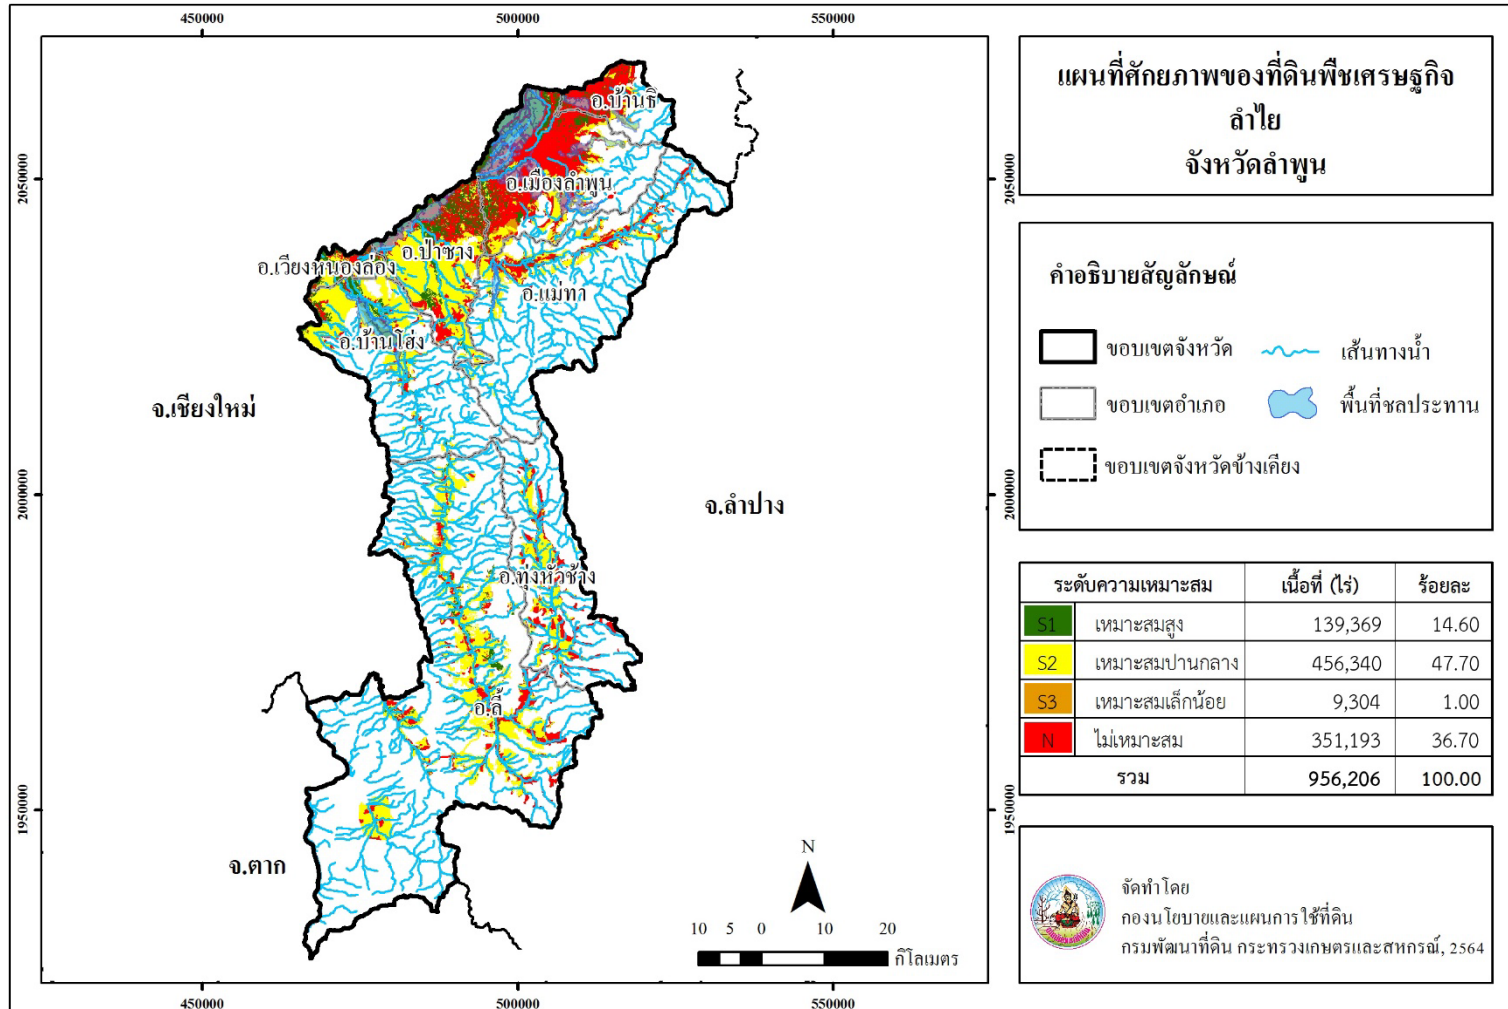 450000
500000
550000
2050000
2000000
1950000
2050000
2000000
1950000
450000
500000
550000
อ.บ้านธิ
อ.เมืองลำพูน
อ.ป่าซาง
อ.เวียงหนองล่อง
อ.แม่ทา
อ.บ้านโฮ่ง
จ.เชียงใหม่
จ.ลำปาง
อ.ทุ่งหัวช้าง
อ.ลี้
จ.ตาก
N
10 5 0 10 20
กิโลเมตร
แผนที่ศักยภาพของที่ดินพืชเศรษฐกิจ
ลำไย
จังหวัดลำพูน
คำอธิบายสัญลักษณ์
ขอบเขตจังหวัด เส้นทางน้ำ
ขอบเขตอำเภอ พื้นที่ชลประทาน
ขอบเขตจังหวัดข้างเคียง
ระดับความเหมาะสม เนื้อที่ (ไร่) ร้อยละ
S1 เหมาะสมสูง 139,369 14.60
S2 เหมาะสมปานกลาง 456,340 47.70
S3 เหมาะสมเล็กน้อย 9,304 1.00
N ไม่เหมาะสม 351,193 36.70
รวม 956,206 100.00
จัดทำโดย
กองนโยบายและแผนการใช้ที่ดิน
กรมพัฒนาที่ดิน กระทรวงเกษตรและสหกรณ์, 2564